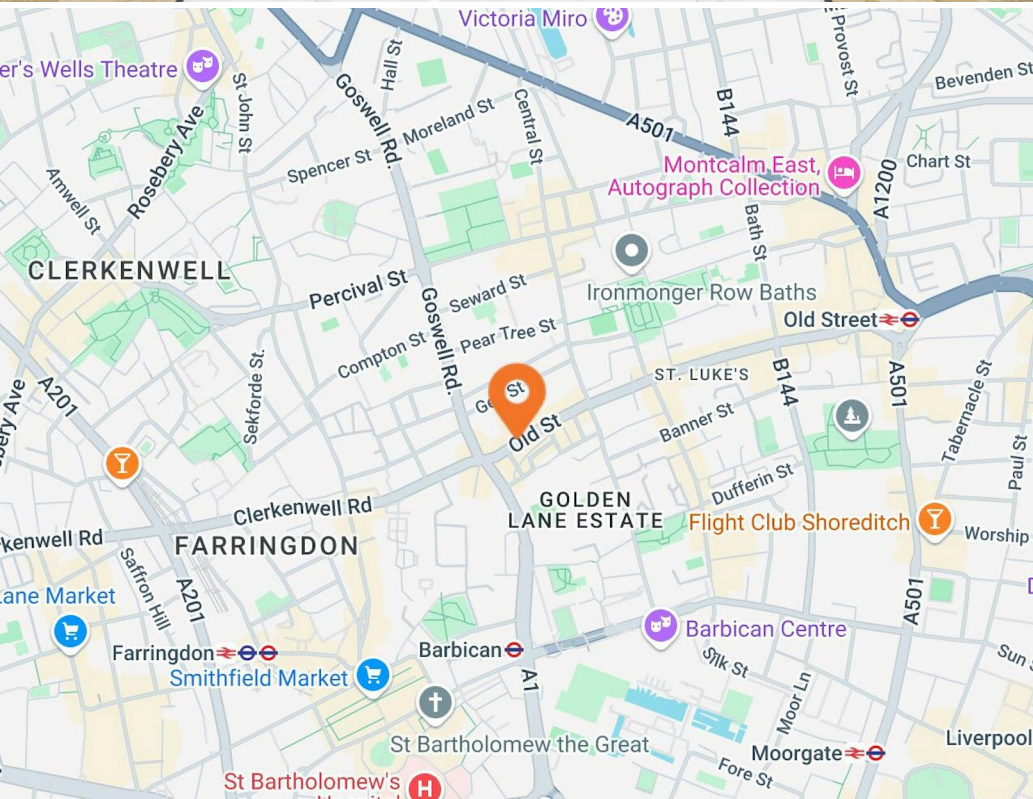 Victoria Miro
er's Wells Theatre
St John St
Hall St
Goswell Rd.
Moreland St
Central St
A501
B144
Provost St
Bevenden St
Rosebery Ave
Spencer St
Montcalm East,
Autograph Collection
A1200
Chart St
Amwell St
Bath St
CLERKENWELL
Percival St
Seward St
Ironmonger Row Baths
Old Street
Goswell Rd.
Pear Tree St
Compton St
ST. LUKE'S
B144
A501
Tabernacle St
A201
Sekforde St.
St
Old St
Banner St
Paul St
bery Ave
Dufferin St
GOLDEN
LANE ESTATE
Clerkenwell Rd
Flight Club Shoreditch
Worship
kenwell Rd
FARRINGDON
Saffron Hill
A201
Lane Market
A501
Barbican Centre
Farringdon
Barbican
Silk St
Sun
Smithfield Market
A1
Moor Ln
St Bartholomew the Great
Moorgate
Liverpool
Fore St
St Bartholomew's
H